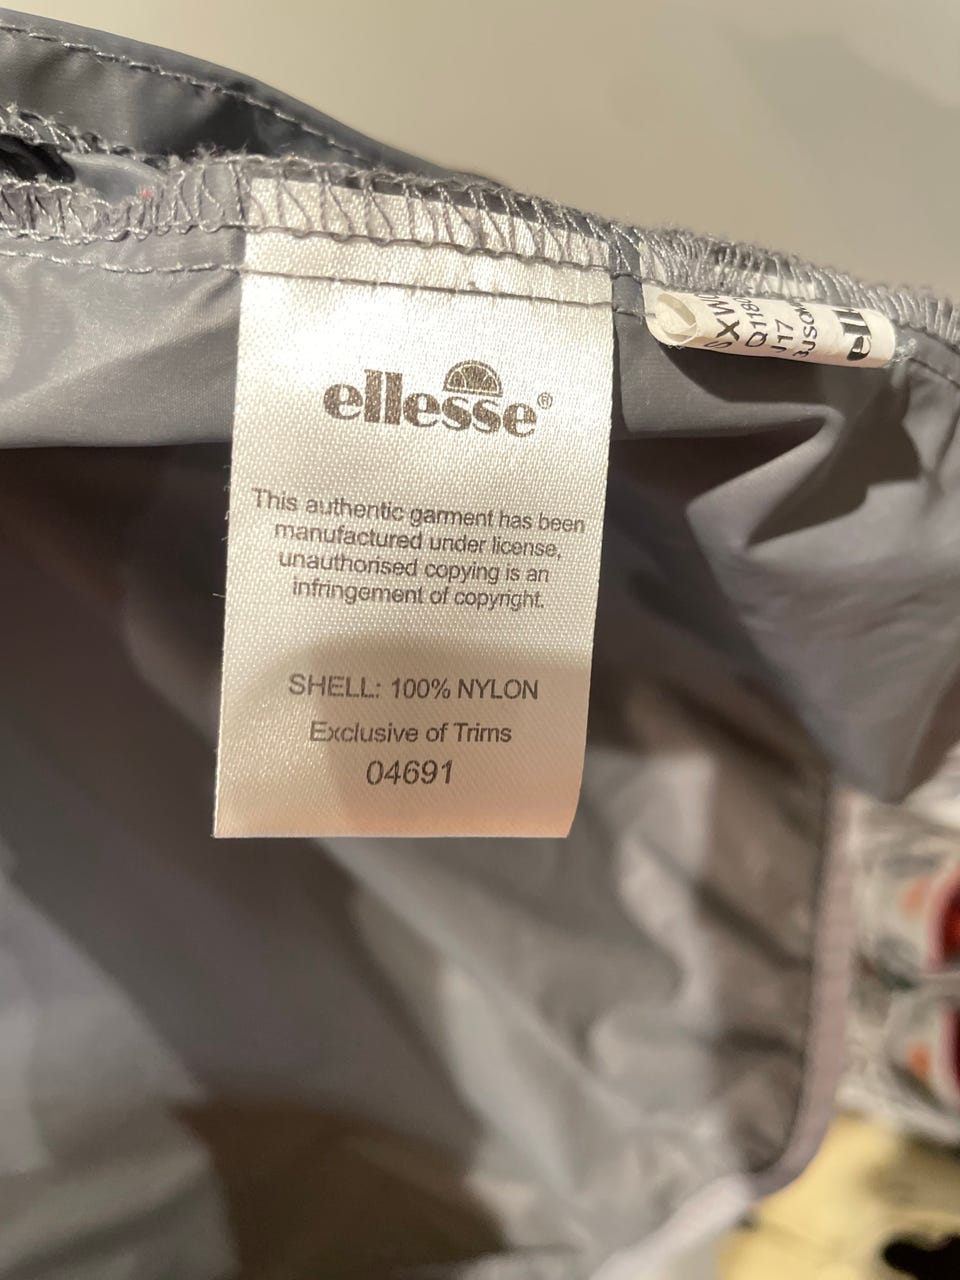 ellesse®
This authentic garment has been
manufactured under license,
unauthorised copying is an
infringement of copyright.
SHELL: 100% NYLON
Exclusive of Trims
04691